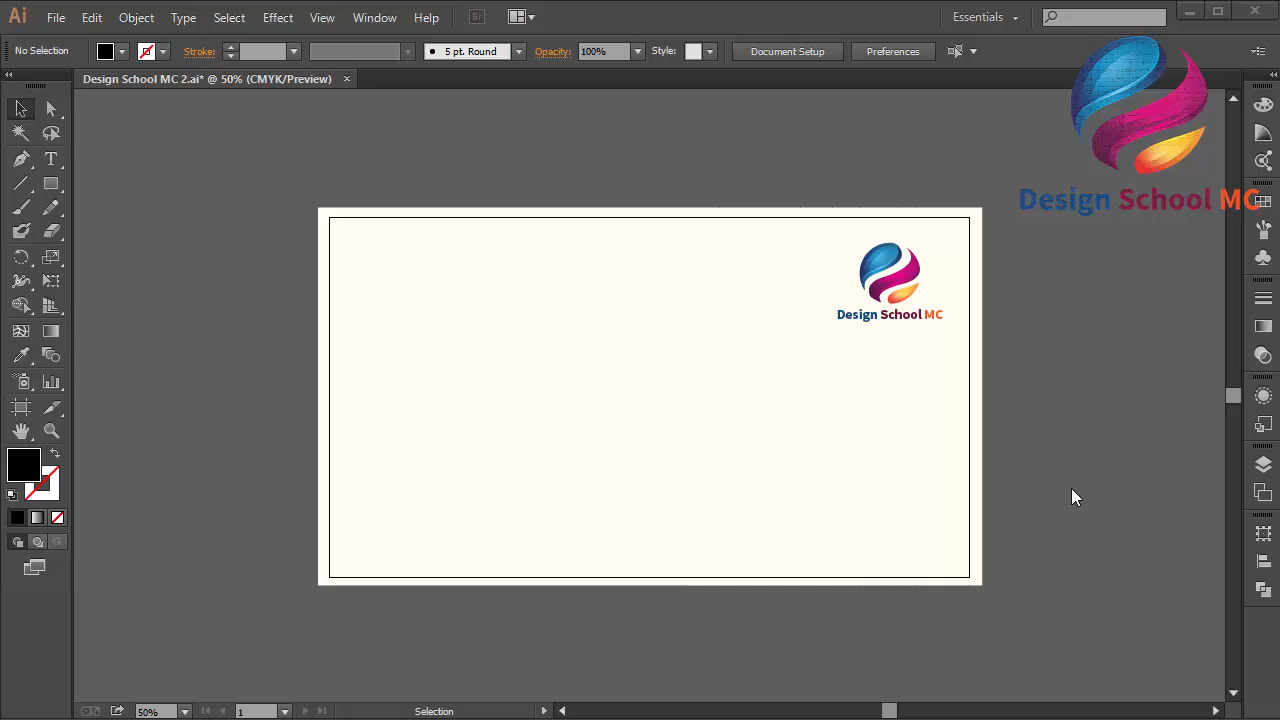 Ai File Edit Object Type Select Effect View Window Help Br Essentials
No Selection Stroke: 5 pt. Round Opacity: 100% Style: Document Setup Preferences
Design School MC 2.ai* @ 50% (CMYK/Preview) ×
Design School MC
Design School MC
50% 1 Selection